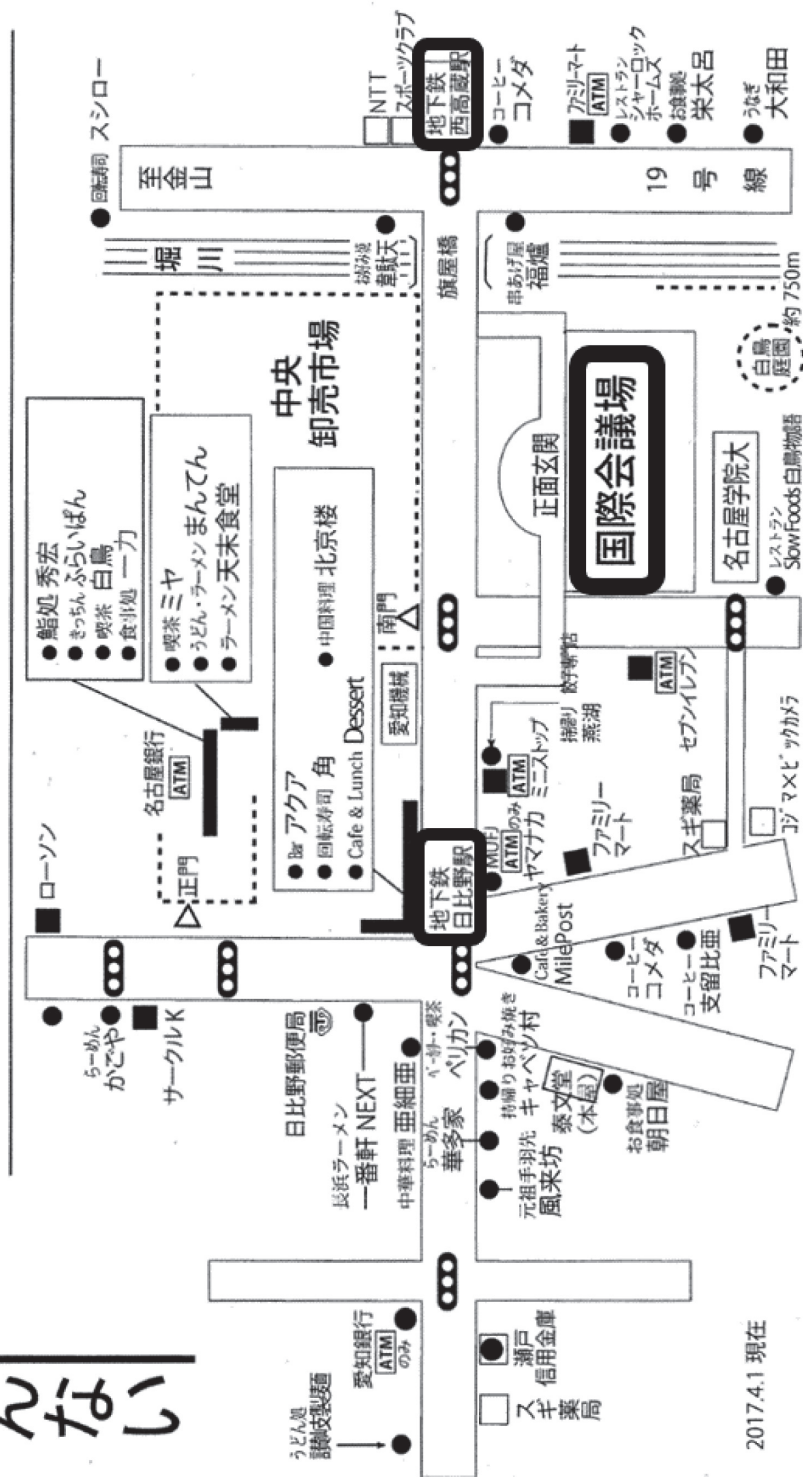 んない
ローソン
らーめん
かごや
サークルK
正門
名古屋銀行
ATM
鮨処 秀宏
きっちん ふらいぱん
喫茶 白鳥
食事処 一力
喫茶 ミヤ
うどん・ラーメン まんてん
ラーメン 天末食堂
中央
卸売市場
堀川
回転寿司 スシロー
至金山
NTT
スポーツクラブ
地下鉄
西高蔵駅
お好み焼
韋駄天
旗屋橋
Bar アクア
回転寿司 角
Cafe & Lunch Dessert
中国料理 北京楼
愛知機械
南門
日比野郵便局
長浜ラーメン
一番軒 NEXT
中華料理 亜細亜
らーめん
華多家
ベーカリー・喫茶
ペリカン
地下鉄
日比野駅
愛知銀行
ATM
のみ
うどん処
讃岐製麺
瀬戸
信用金庫
スギ薬局
元祖手羽先
風来坊
持帰りお好み焼き
キャベツ村
泰文堂
(本屋)
お食事処
朝日屋
Cafe & Bakery
MilePost
コーヒー
コメダ
コーヒー
支留比亜
ファミリー
マート
MUFJ
ATM のみ
ヤマナカ
ファミリー
マート
ATM
ミニストップ
持帰り 餃子専門店
燕湖
スギ薬局
コジマ×ビックカメラ
ATM
セブンイレブン
正面玄関
国際会議場
名古屋学院大
レストラン
Slow Foods 白鳥物語
白鳥
庭園
約750m
串あげ屋
福爐
コーヒー
コメダ
ファミリーマート
ATM
レストラン
シャーロック
ホームズ
お食事処
栄太呂
うなぎ
大和田
19号線
2017.4.1 現在